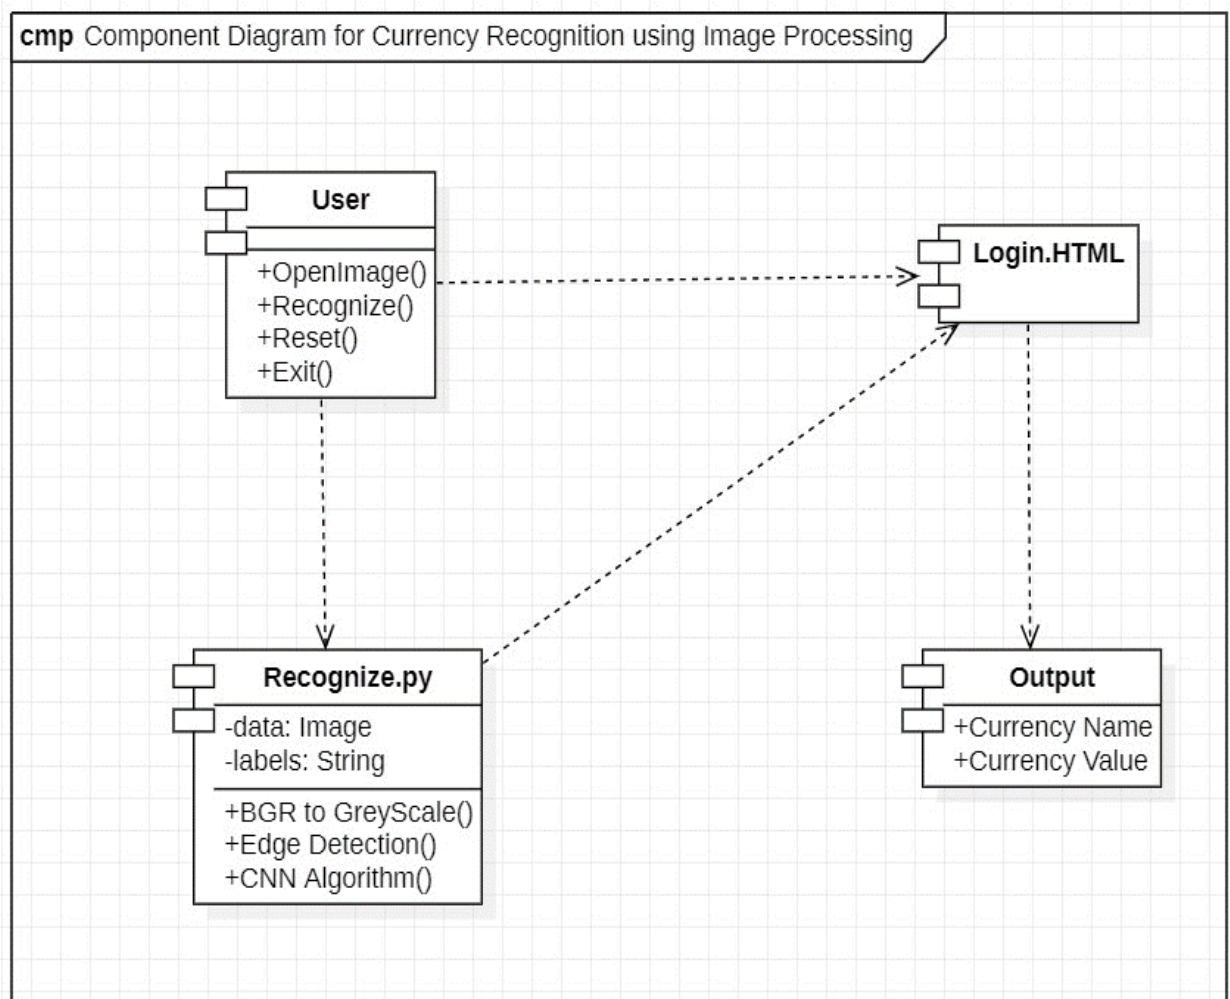 cmp Component Diagram for Currency Recognition using Image Processing
User
+OpenImage()
+Recognize()
+Reset()
+Exit()
Login.HTML
Recognize.py
-data: Image
-labels: String
+BGR to GreyScale()
+Edge Detection()
+CNN Algorithm()
Output
+Currency Name
+Currency Value